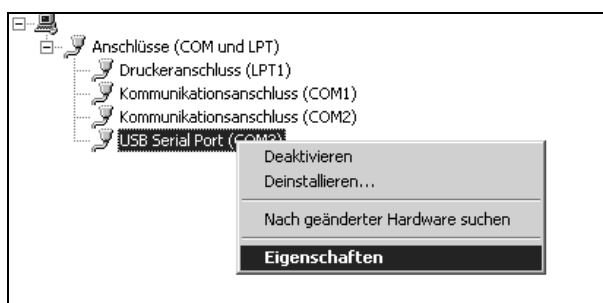 Anschlüsse (COM und LPT)
Druckeranschluss (LPT1)
Kommunikationsanschluss (COM1)
Kommunikationsanschluss (COM2)
USB Serial Port
Deaktivieren
Deinstallieren...
Nach geänderter Hardware suchen
Eigenschaften